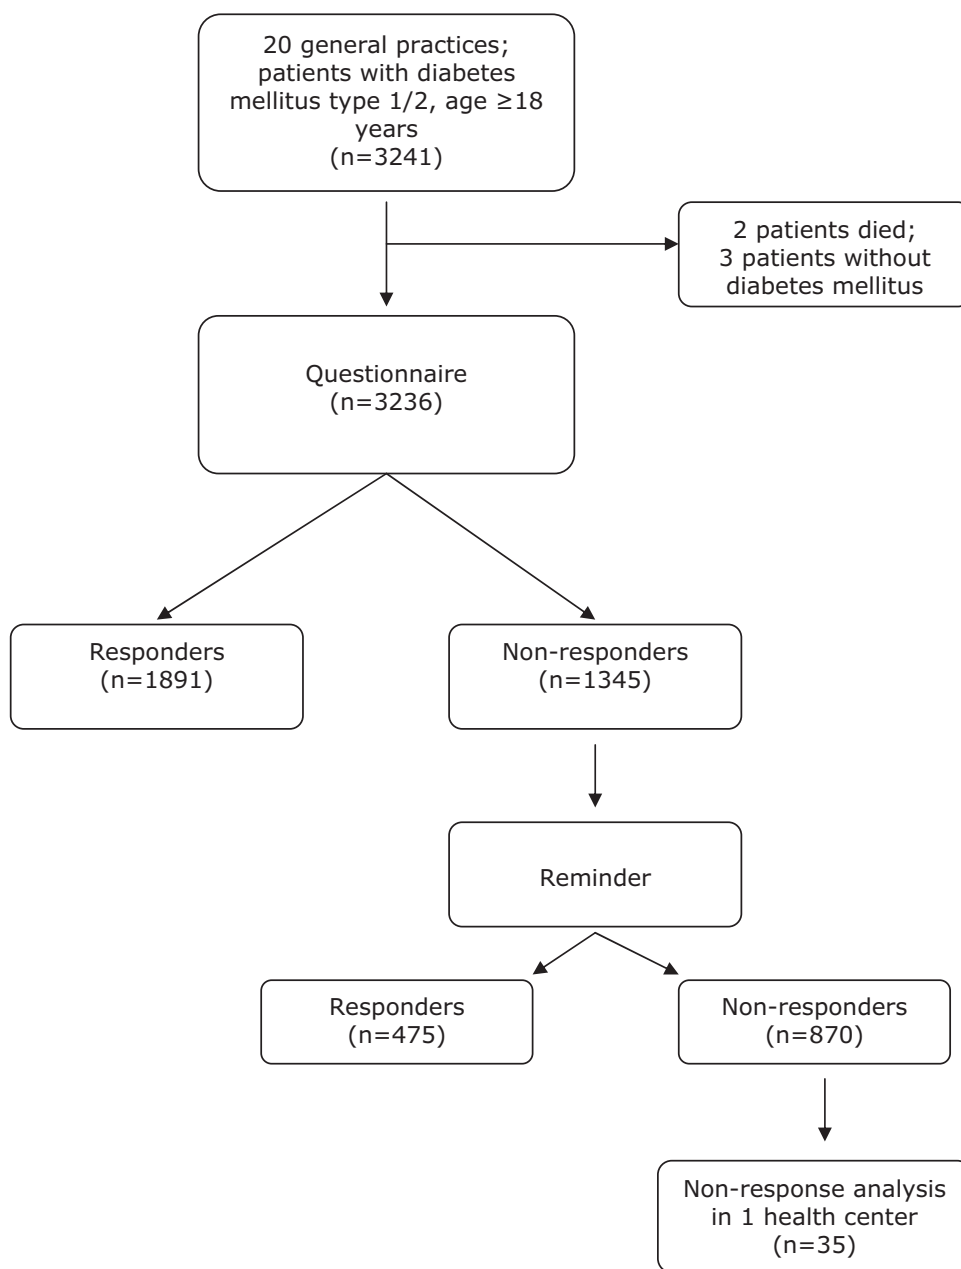 20 general practices;
patients with diabetes
mellitus type 1/2, age ≥18
years
(n=3241)
2 patients died;
3 patients without
diabetes mellitus
Questionnaire
(n=3236)
Responders
(n=1891)
Non-responders
(n=1345)
Reminder
Responders
(n=475)
Non-responders
(n=870)
Non-response analysis
in 1 health center
(n=35)